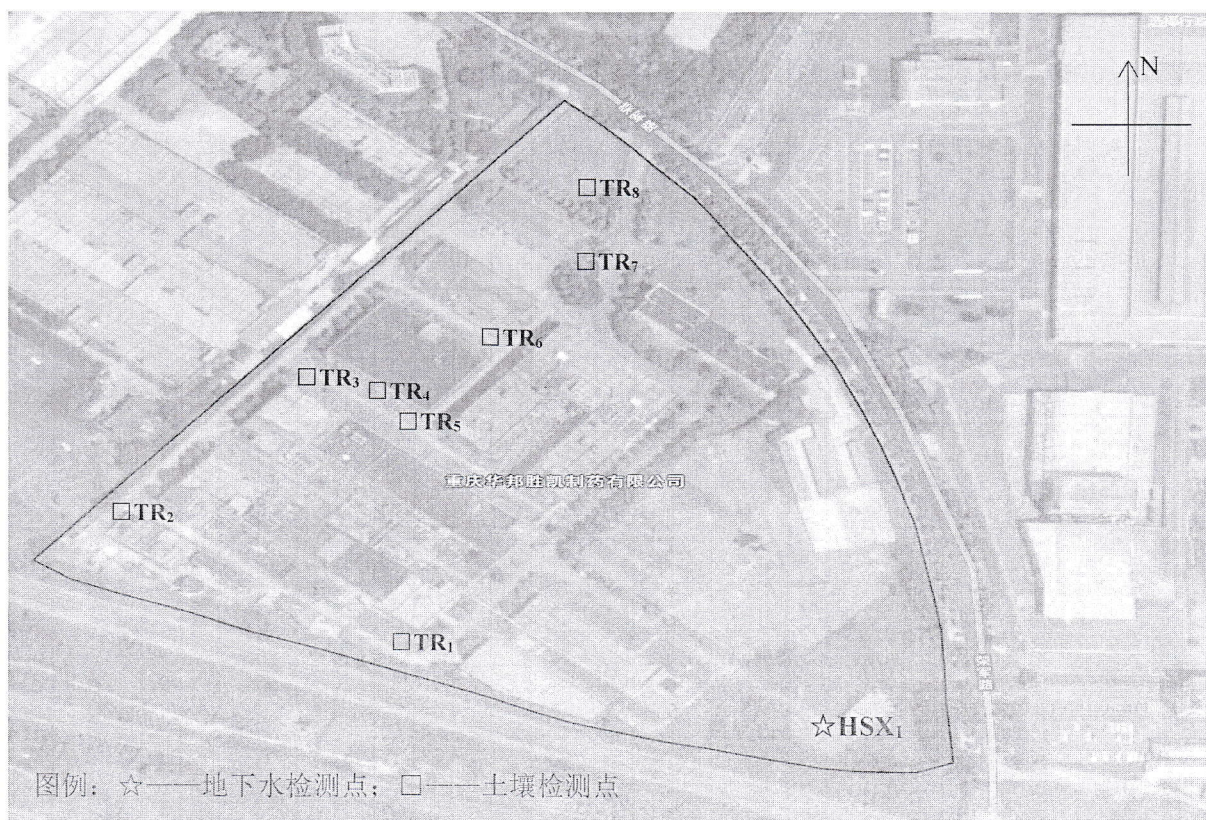 N
□TR₈
□TR₇
□TR₆
□TR₃
□TR₄
□TR₅
重庆华邦胜凯制药有限公司
□TR₂
□TR₁
☆HSX₁
图例：☆——地下水检测点；□——土壤检测点